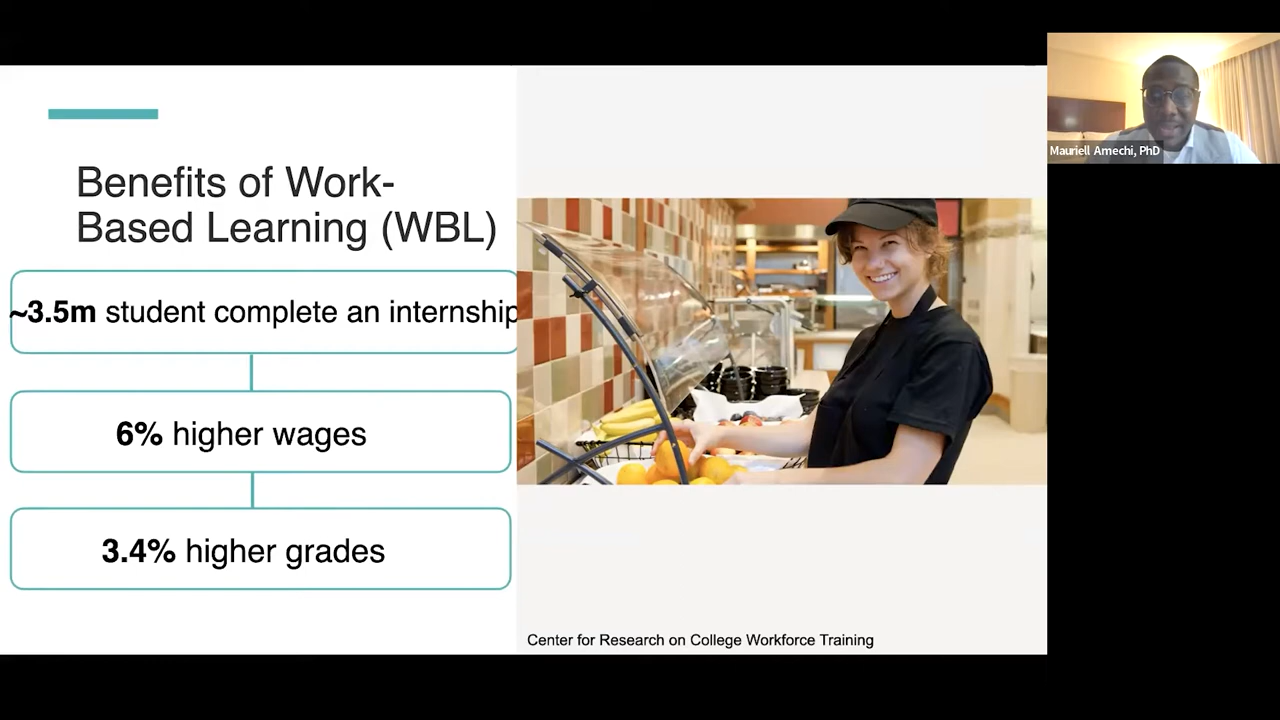 Benefits of Work-
Based Learning (WBL)
~3.5m student complete an internship
6% higher wages
3.4% higher grades
Center for Research on College Workforce Training
Mauriell Amechi, PhD